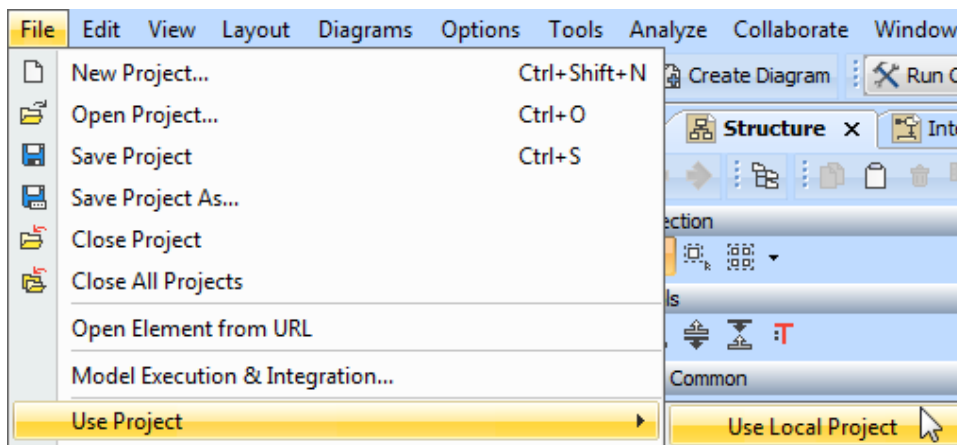 File Edit View Layout Diagrams Options Tools Analyze Collaborate Window
New Project... Ctrl+Shift+N
Create Diagram Run
Open Project... Ctrl+O
Structure X
Save Project Ctrl+S
Save Project As...
Close Project
Close All Projects
Open Element from URL
Model Execution & Integration...
Common
Use Project
Use Local Project